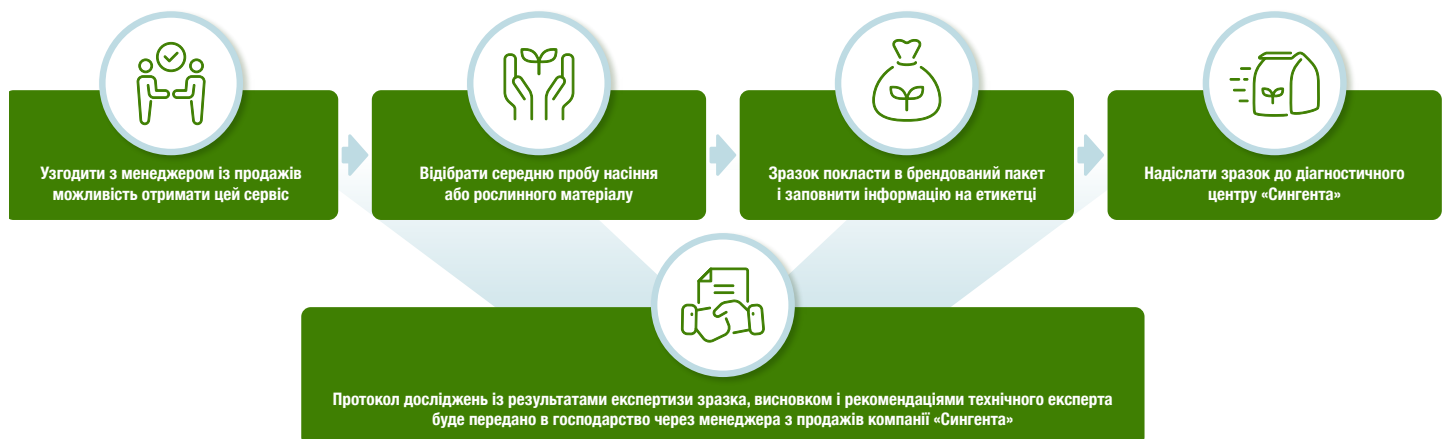 Узгодити з менеджером із продажів
можливість отримати цей сервіс
Відібрати середню пробу насіння
або рослинного матеріалу
Зразок покласти в брендований пакет
і заповнити інформацію на етикетці
Надіслати зразок до діагностичного
центру «Сингента»
Протокол досліджень із результатами експертизи зразка, висновком і рекомендаціями технічного експерта
буде передано в господарство через менеджера з продажів компанії «Сингента»